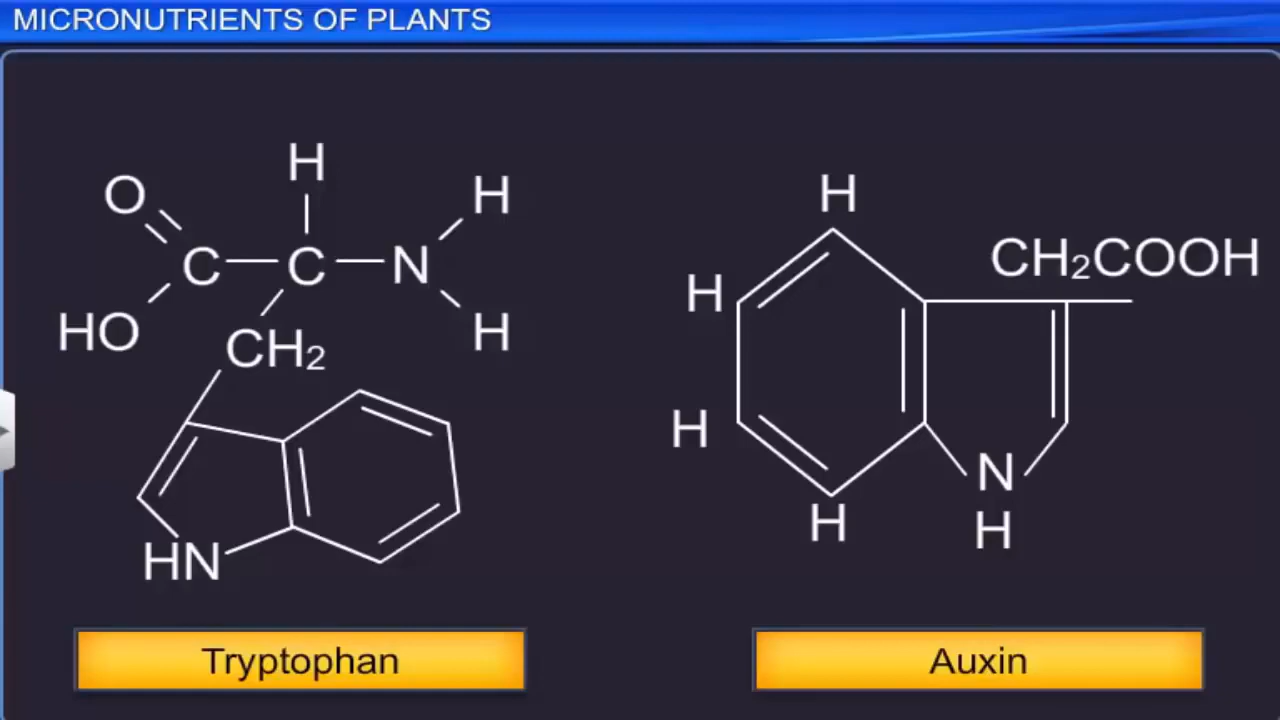 MICRONUTRIENTS OF PLANTS
H
O
H
C C N
HO
H
CH₂
HN
Tryptophan
H
CH₂COOH
H
H
N
H
H
Auxin